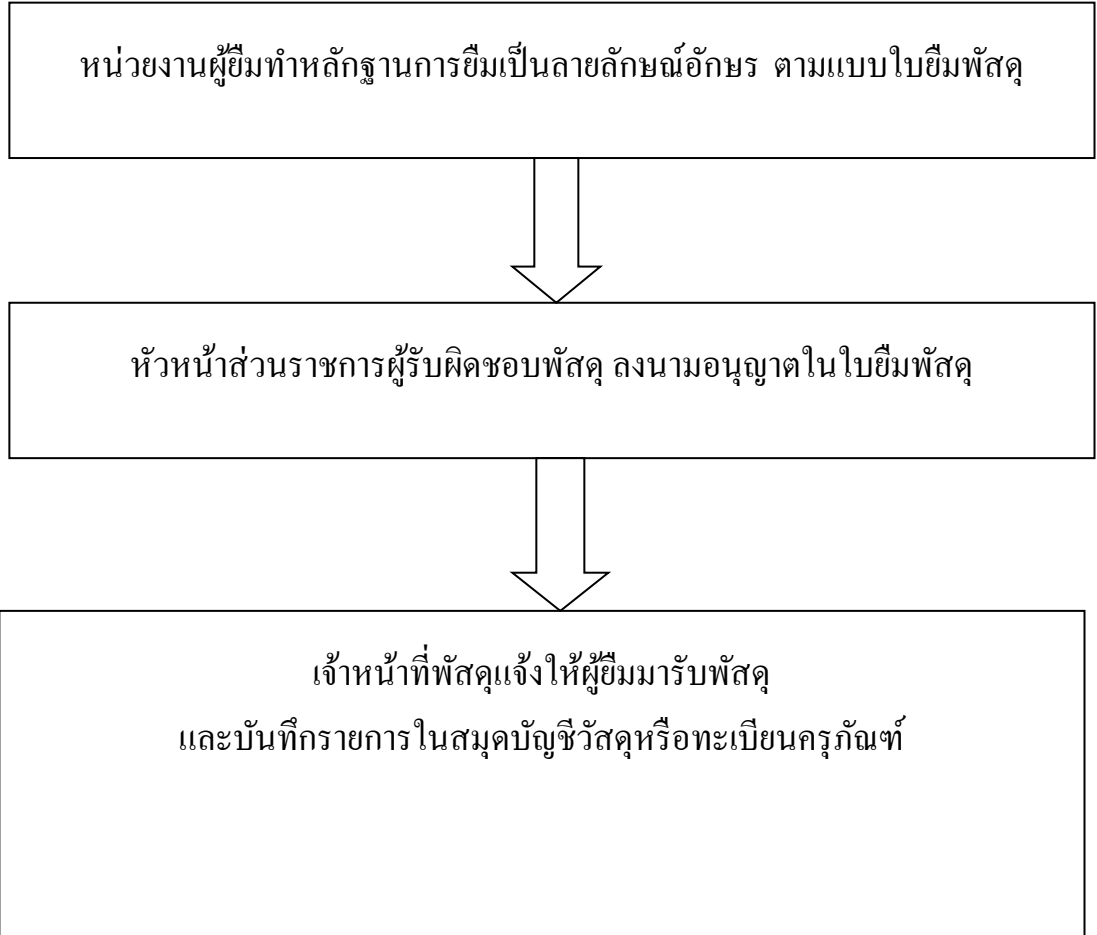 หน่วยงานผู้ยืมทำหลักฐานการยืมเป็นลายลักษณ์อักษร ตามแบบใบยืมพัสดุ
หัวหน้าส่วนราชการผู้รับผิดชอบพัสดุ ลงนามอนุญาตในใบยืมพัสดุ
เจ้าหน้าที่พัสดุแจ้งให้ผู้ยืมมารับพัสดุ
และบันทึกรายการในสมุดบัญชีวัสดุหรือทะเบียนครุภัณฑ์